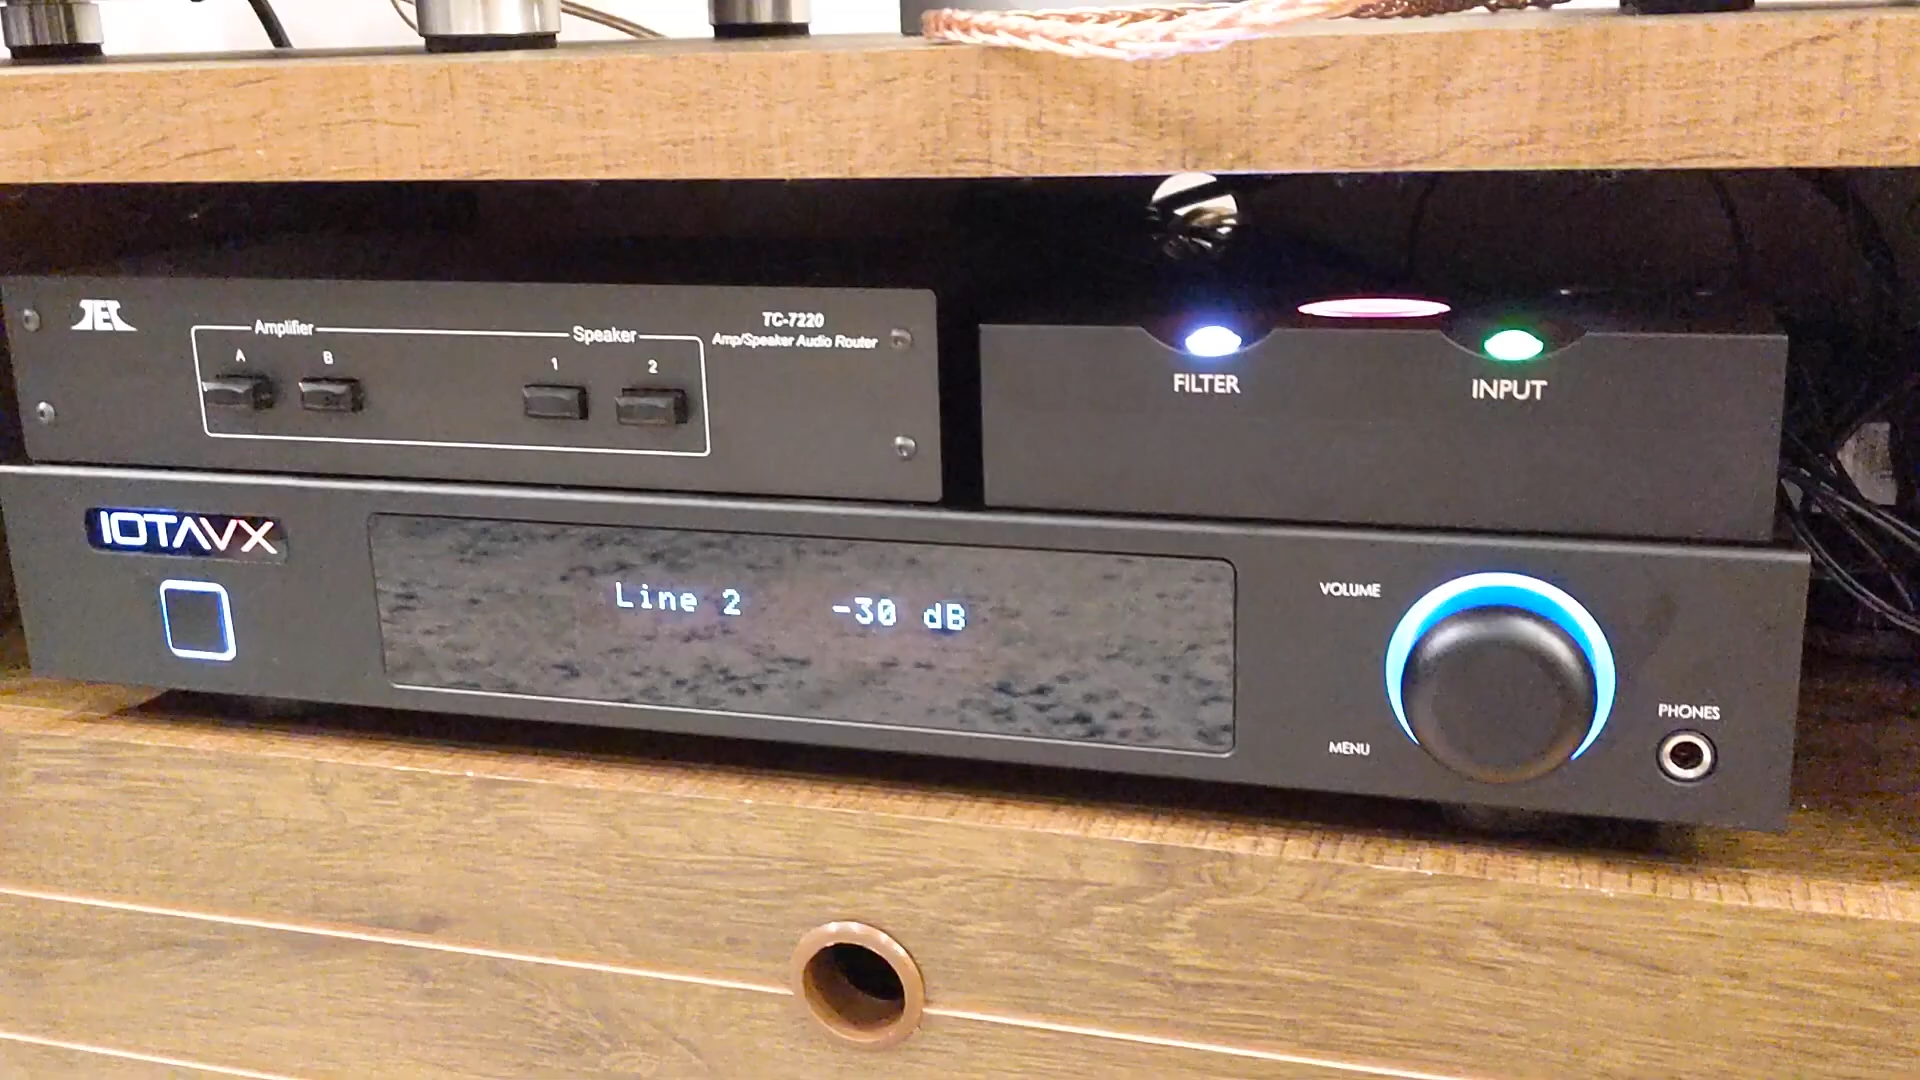 TEC
TC-7220
Amp/Speaker Audio Router
Amplifier
Speaker
A
B
1
2
FILTER
INPUT
IOTAVX
Line 2
-30 dB
VOLUME
MENU
PHONES